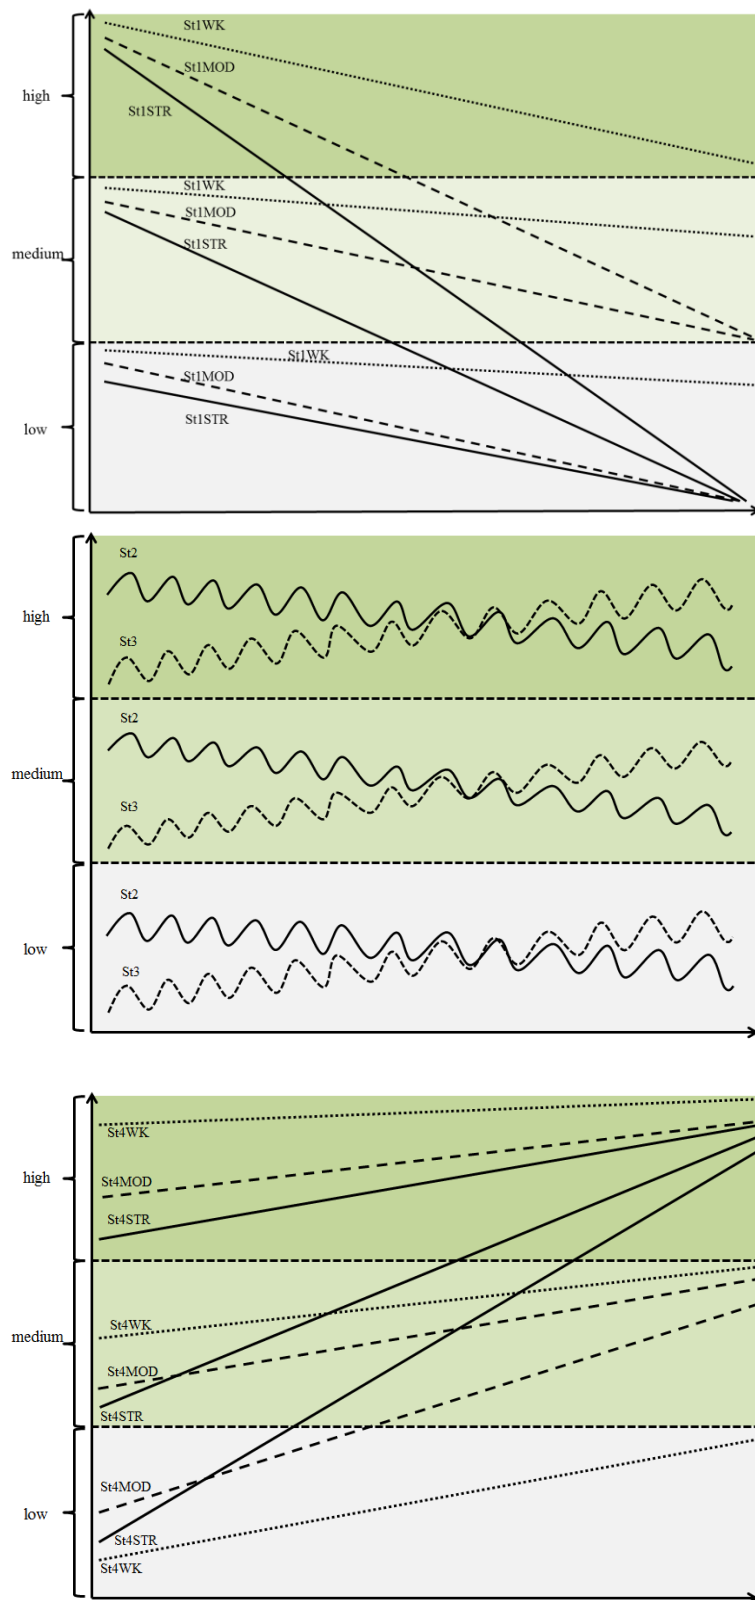 St1WK
St1MOD
high
St1STR
St1WK
St1MOD
St1STR
medium
St1WK
St1MOD
St1STR
low
St2
high
St3
St2
medium
St3
St2
low
St3
St4WK
high
St4MOD
St4STR
St4WK
medium
St4MOD
St4STR
St4MOD
low
St4STR
St4WK